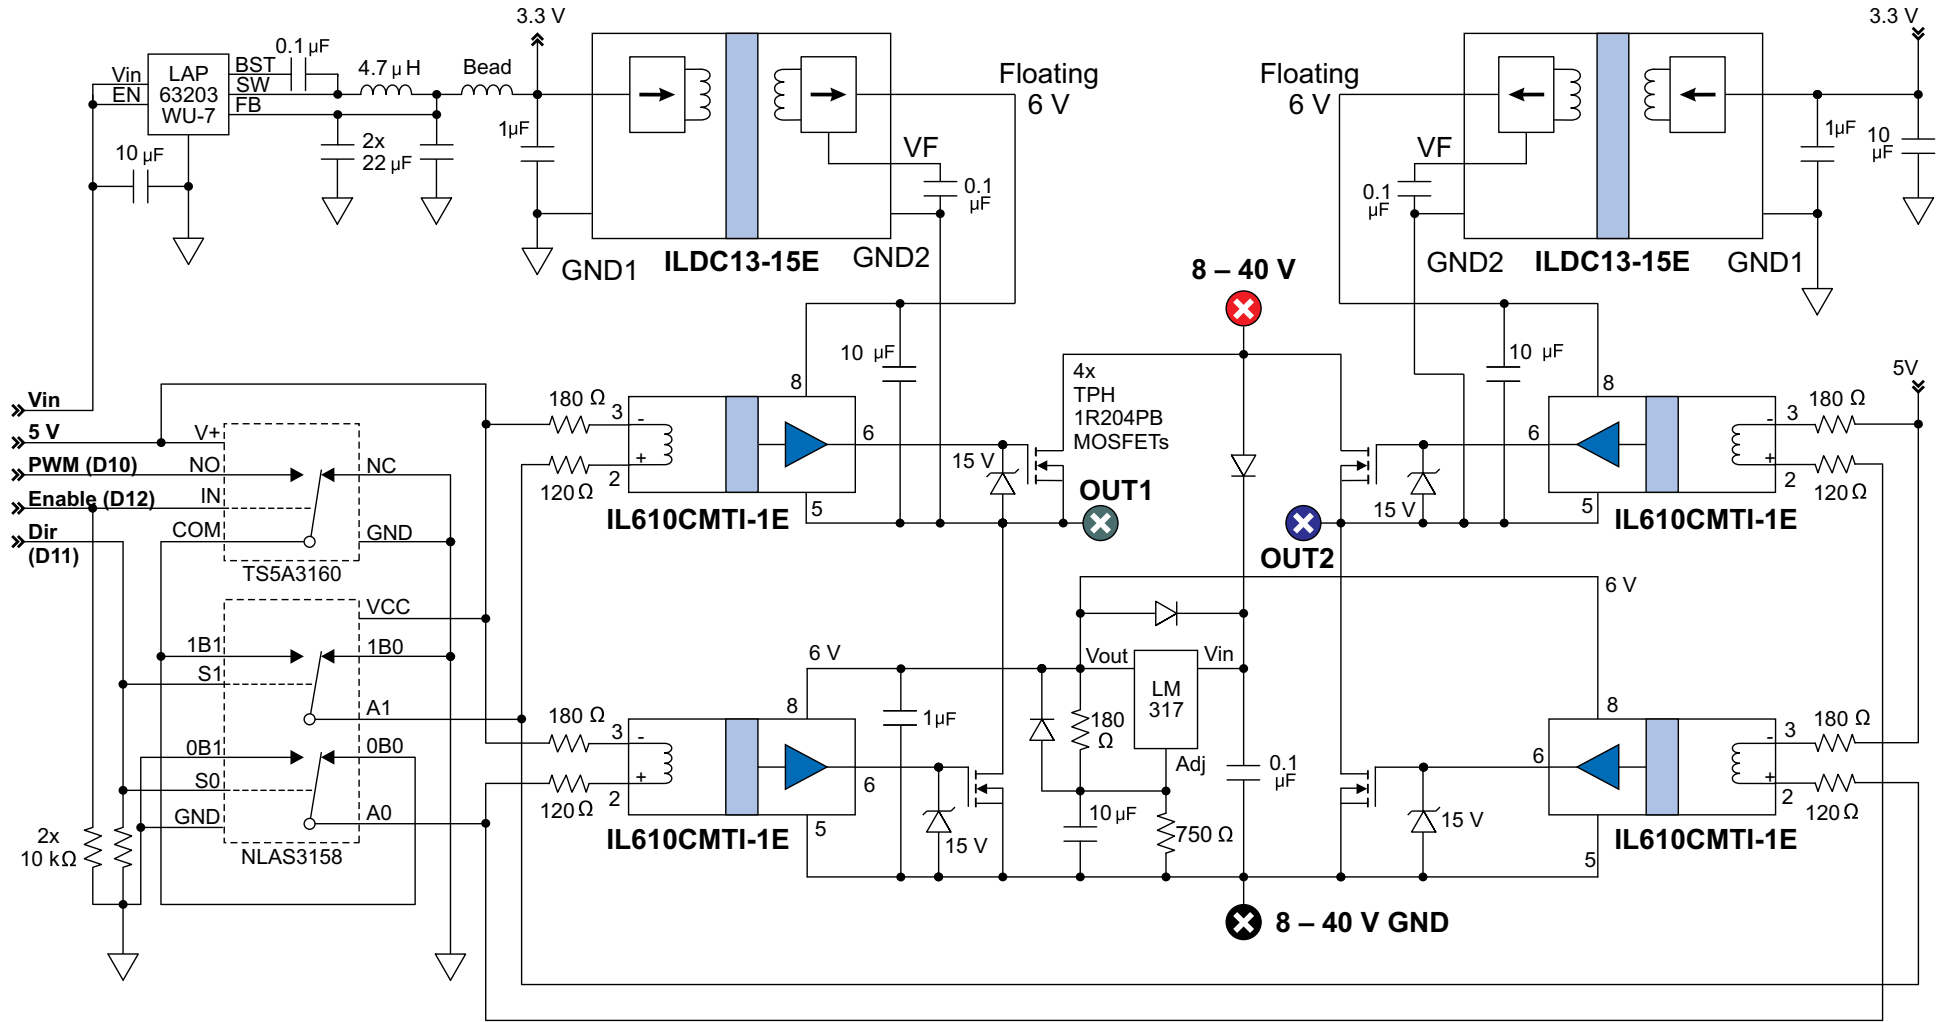 3.3 V
3.3 V
0.1 µF
4.7 µH
Bead
Vin
EN
LAP
63203
WU-7
BST
SW
FB
10 µF
2x
22 µF
1µF
VF
0.1
µF
Floating
6 V
Floating
6 V
VF
0.1
µF
1µF
10
µF
GND1
ILDC13-15E
GND2
GND2
ILDC13-15E
GND1
8 – 40 V
Vin
5 V
PWM (D10)
Enable (D12)
Dir
(D11)
V+
NO
IN
COM
NC
GND
TS5A3160
180 Ω
120Ω
3
2
-
+
8
6
5
IL610CMTI-1E
10 µF
15 V
4x
TPH
1R204PB
MOSFETs
OUT1
OUT2
15 V
10 µF
8
6
5
3
2
-
+
180 Ω
120Ω
IL610CMTI-1E
5V
VCC
1B1
S1
1B0
A1
0B1
S0
GND
0B0
A0
NLAS3158
2x
10 kΩ
180 Ω
120Ω
3
2
-
+
8
6
5
IL610CMTI-1E
6 V
1µF
15 V
Vout
Vin
LM
317
Adj
180
Ω
10 µF
750 Ω
0.1
µF
6 V
15 V
8
6
5
3
2
-
+
180 Ω
120Ω
IL610CMTI-1E
8 – 40 V GND